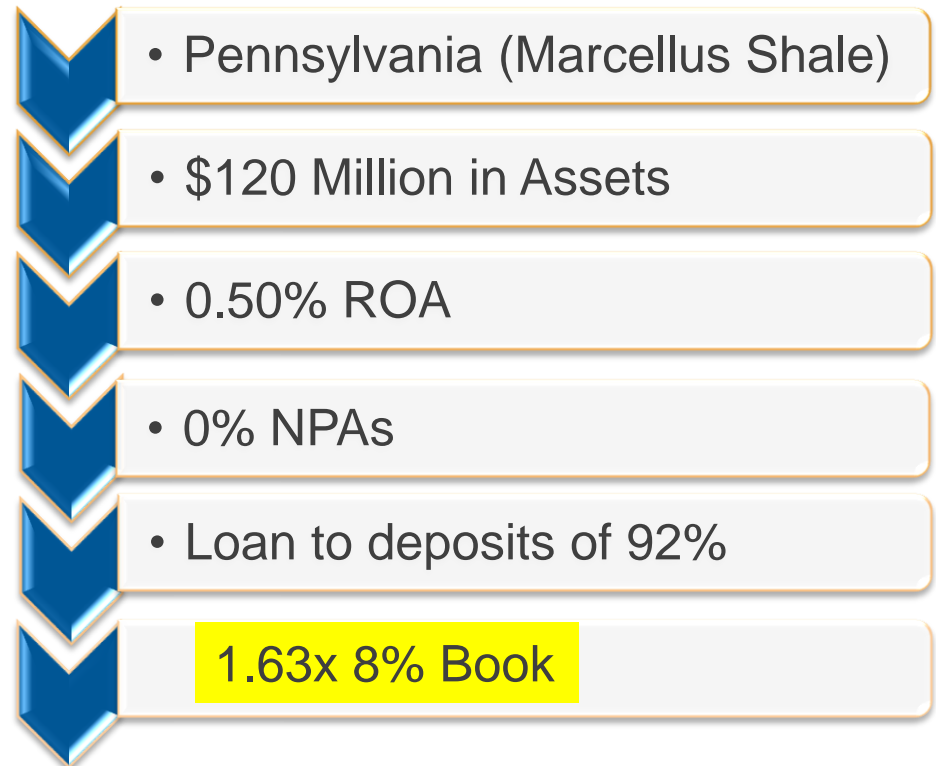 • Pennsylvania (Marcellus Shale)
• $120 Million in Assets
• 0.50% ROA
• 0% NPAs
• Loan to deposits of 92%
1.63x 8% Book